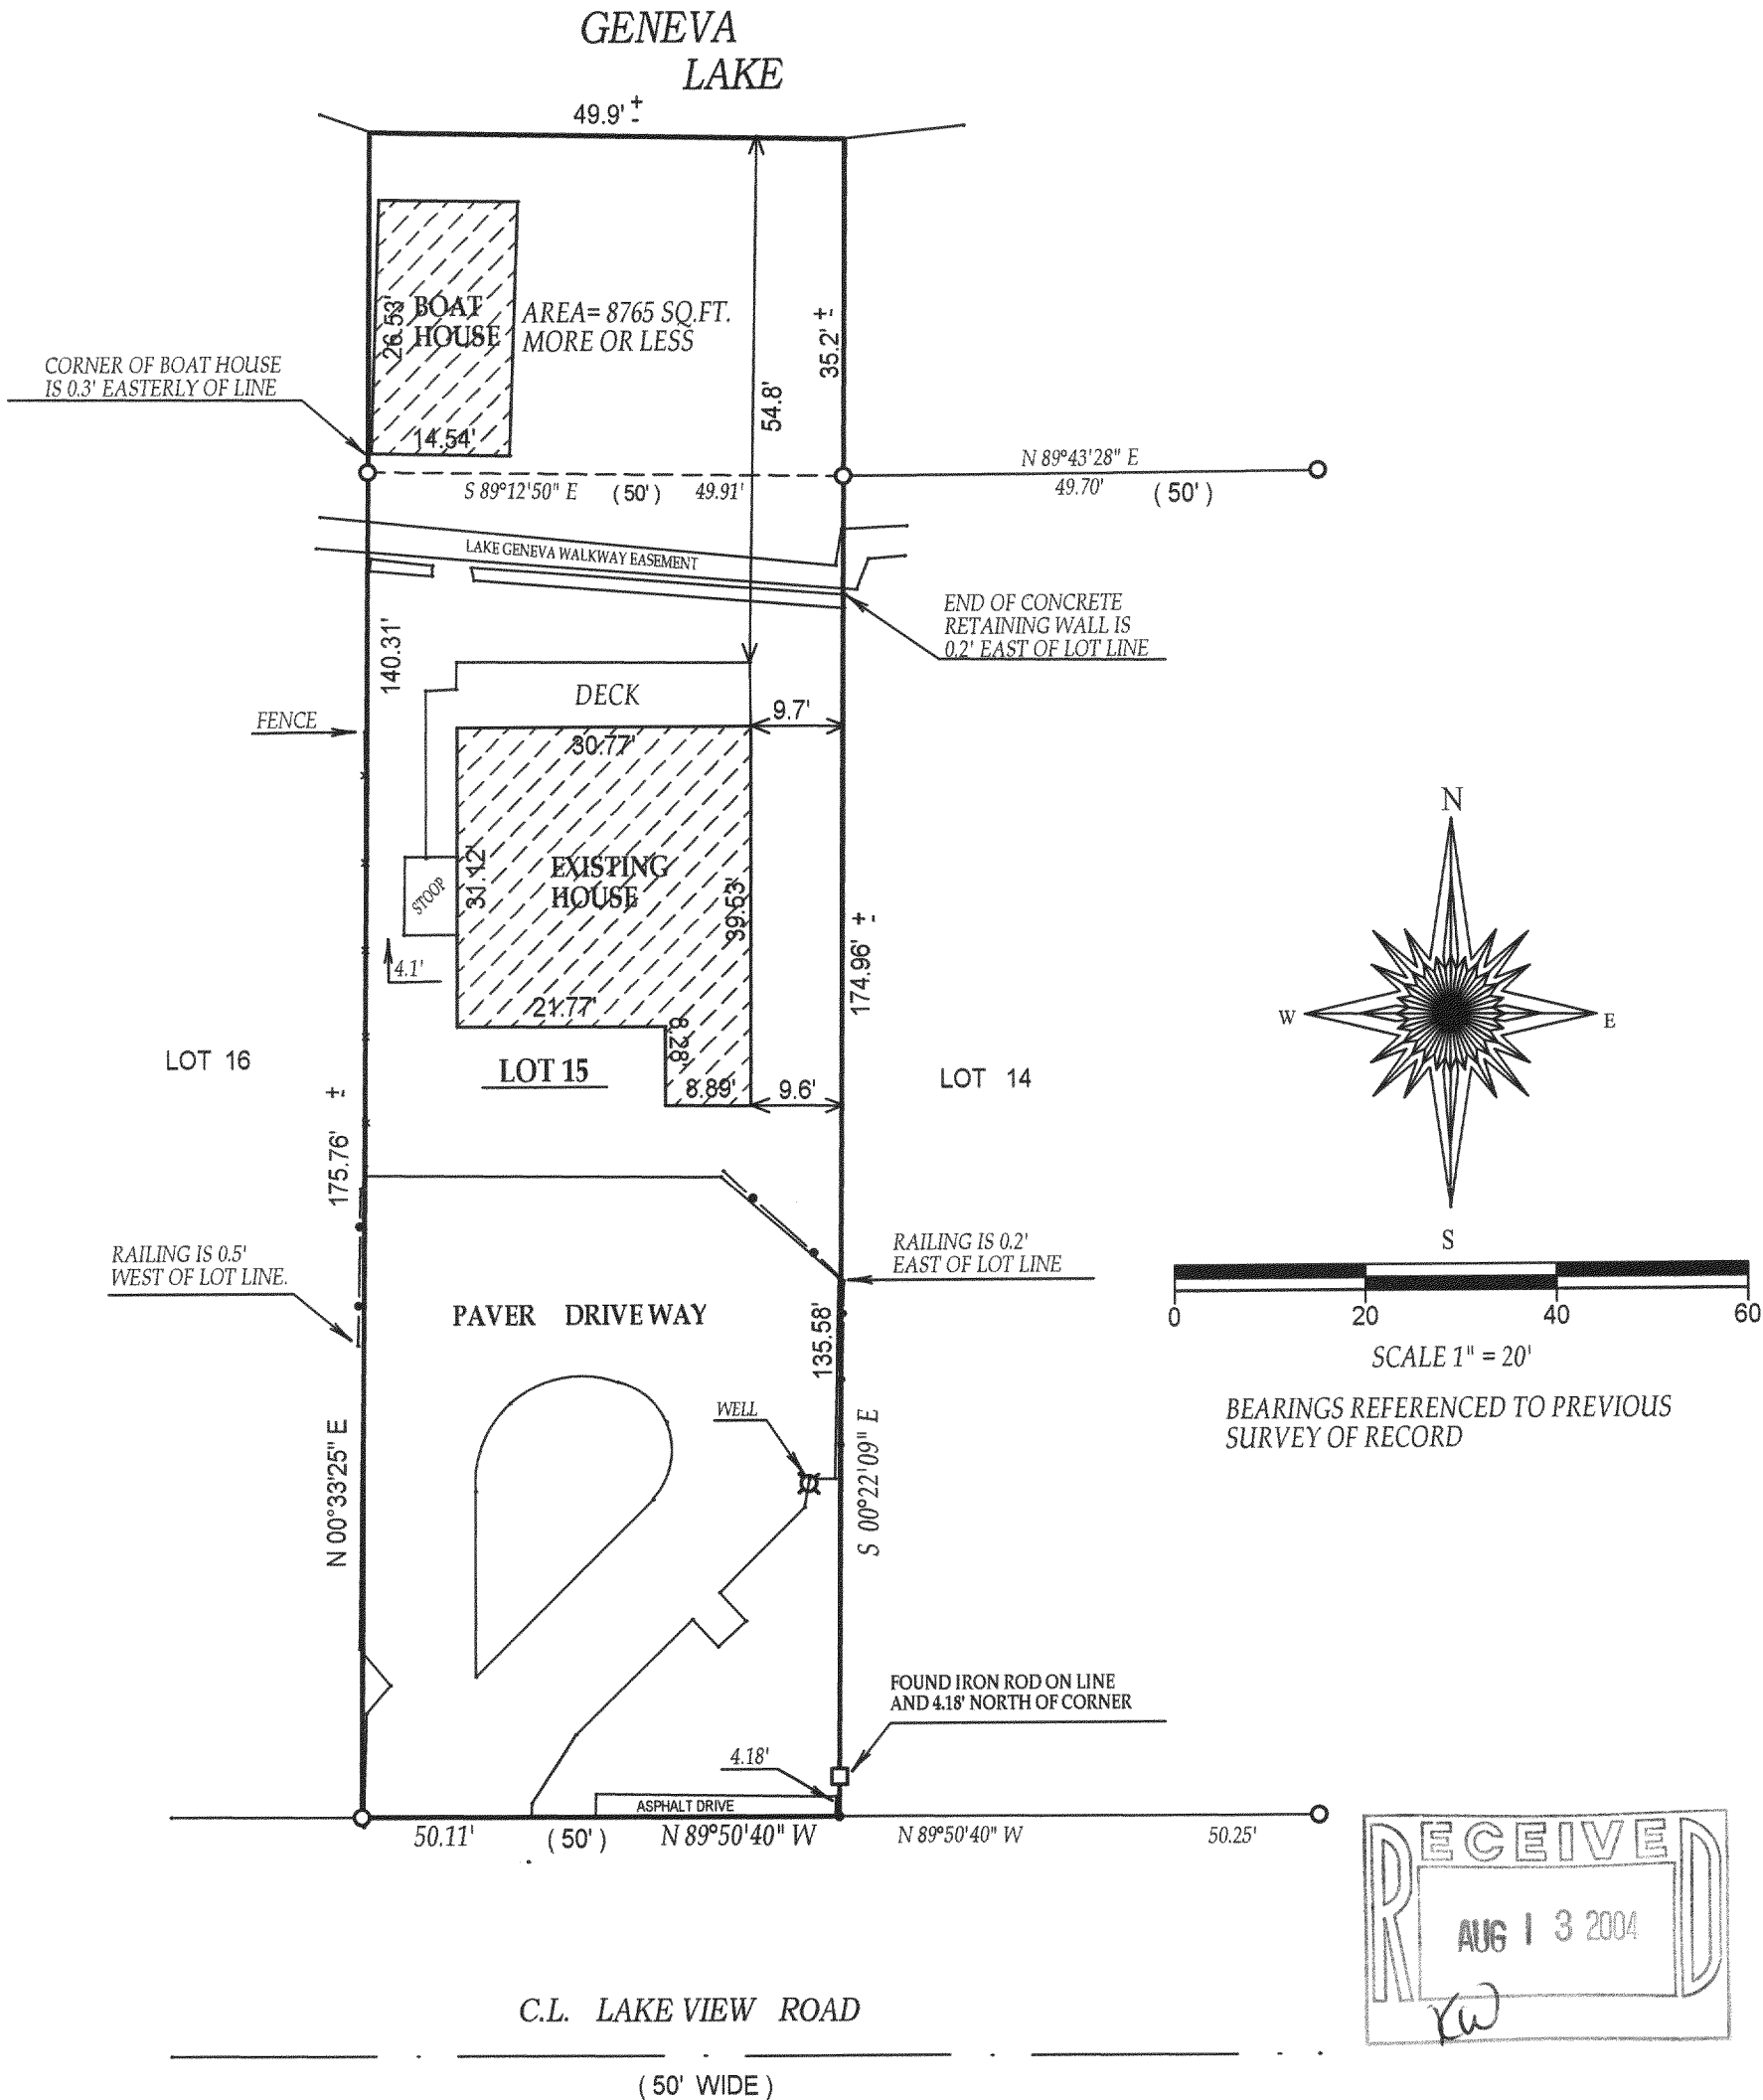 GENEVA
LAKE
49.9' +-
BOAT
HOUSE
26.53'
14.54'
AREA= 8765 SQ.FT.
MORE OR LESS
54.8'
35.2' +-
CORNER OF BOAT HOUSE
IS 0.3' EASTERLY OF LINE
S 89°12'50" E (50') 49.91'
N 89°43'28" E
49.70' (50')
LAKE GENEVA WALKWAY EASEMENT
END OF CONCRETE
RETAINING WALL IS
0.2' EAST OF LOT LINE
140.31'
DECK
FENCE
9.7'
30.77'
EXISTING
HOUSE
31.12'
39.53'
STOOP
4.1'
21.77'
8.28'
8.89'
9.6'
174.96' +-
LOT 16
LOT 15
LOT 14
175.76' +-
N
W
E
S
RAILING IS 0.5'
WEST OF LOT LINE.
RAILING IS 0.2'
EAST OF LOT LINE
PAVER DRIVEWAY
135.58'
0 20 40 60
SCALE 1" = 20'
BEARINGS REFERENCED TO PREVIOUS
SURVEY OF RECORD
WELL
N 00°33'25" E
S 00°22'09" E
FOUND IRON ROD ON LINE
AND 4.18' NORTH OF CORNER
4.18'
ASPHALT DRIVE
50.11' (50') N 89°50'40" W
N 89°50'40" W 50.25'
RECEIVED
AUG 13 2004
KW
C.L. LAKE VIEW ROAD
(50' WIDE)